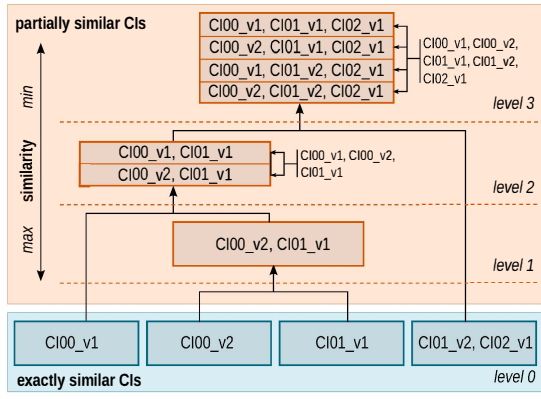 partially similar CIs
CI00_v1, CI01_v1, CI02_v1
CI00_v2, CI01_v1, CI02_v1
CI00_v1, CI01_v2, CI02_v1
CI00_v2, CI01_v2, CI02_v1
CI00_v1, CI00_v2,
CI01_v1, CI01_v2,
CI02_v1
level 3
min
similarity
max
CI00_v1, CI01_v1
CI00_v2, CI01_v1
CI00_v1, CI00_v2,
CI01_v1
level 2
CI00_v2, CI01_v1
level 1
CI00_v1
CI00_v2
CI01_v1
CI01_v2, CI02_v1
exactly similar CIs
level 0